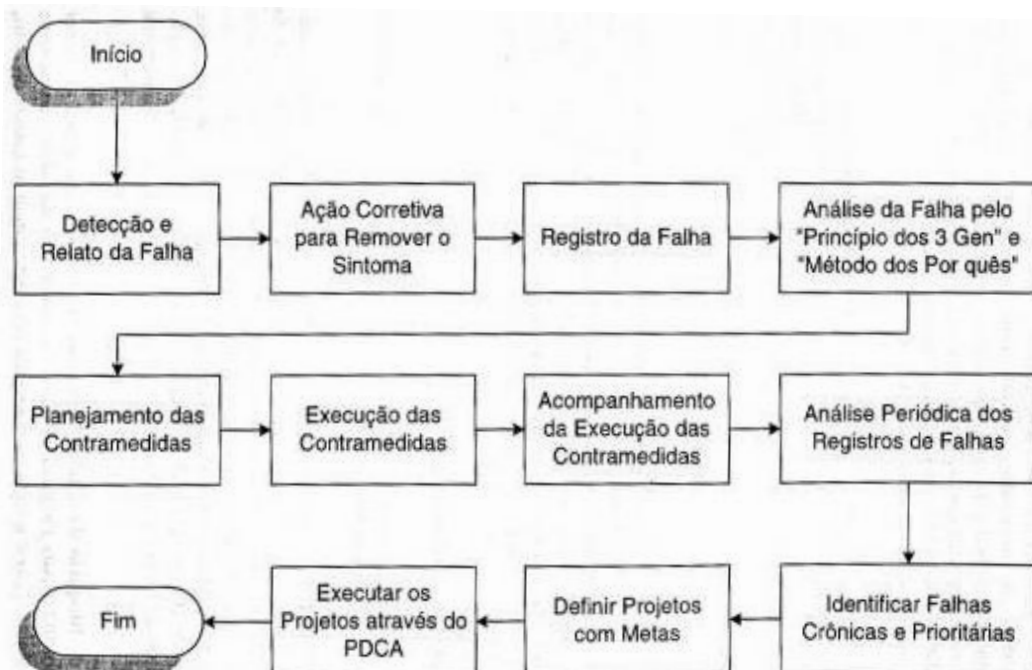 Início
Detecção e
Relato da Falha
Ação Corretiva
para Remover o
Sintoma
Registro da Falha
Análise da Falha pelo
"Princípio dos 3 Gen" e
"Método dos Por quês"
Planejamento das
Contramedidas
Execução das
Contramedidas
Acompanhamento
da Execução das
Contramedidas
Análise Periódica dos
Registros de Falhas
Identificar Falhas
Crônicas e Prioritárias
Definir Projetos
com Metas
Executar os
Projetos através do
PDCA
Fim